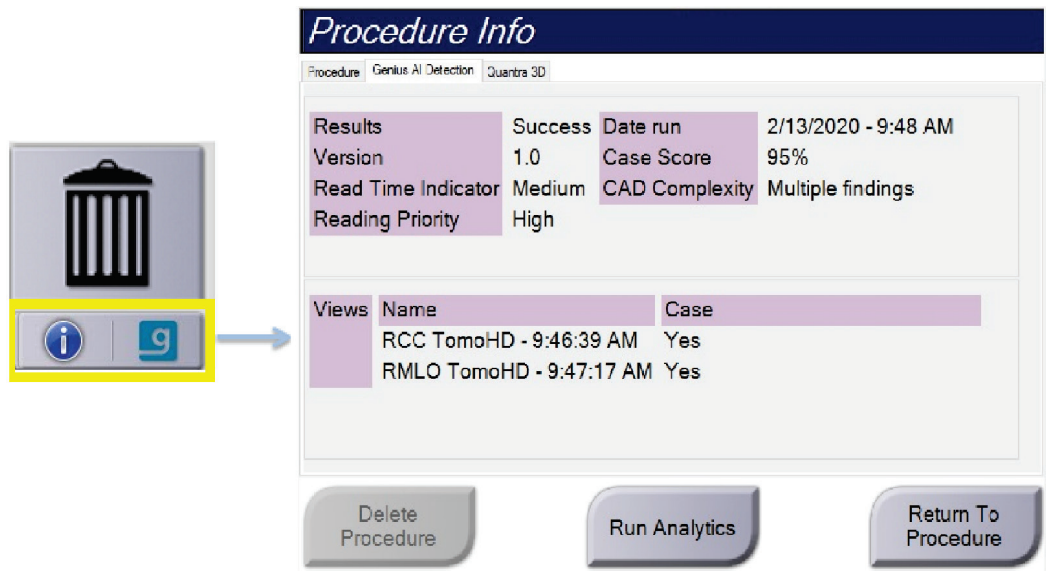 Procedure Info
Procedure Genius AI Detection Quantra 3D
Results Success Date run 2/13/2020 - 9:48 AM
Version 1.0 Case Score 95%
Read Time Indicator Medium CAD Complexity Multiple findings
Reading Priority High
Views Name Case
RCC TomoHD - 9:46:39 AM Yes
RMLO TomoHD - 9:47:17 AM Yes
i g
Delete
Procedure
Run Analytics
Return To
Procedure